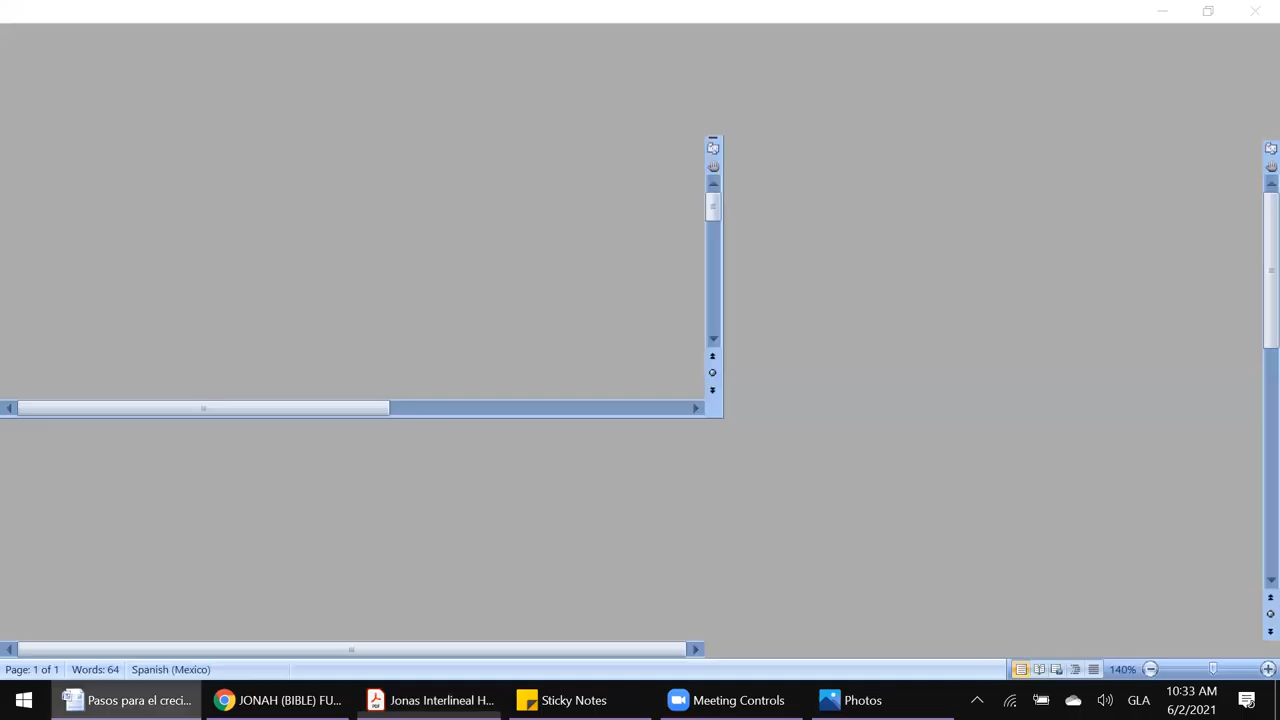 Page: 1 of 1 Words: 64 Spanish (Mexico) 140%
Pasos para el creci... JONAH (BIBLE) FU... Jonas Interlineal H... Sticky Notes Meeting Controls Photos GLA 10:33 AM
6/2/2021